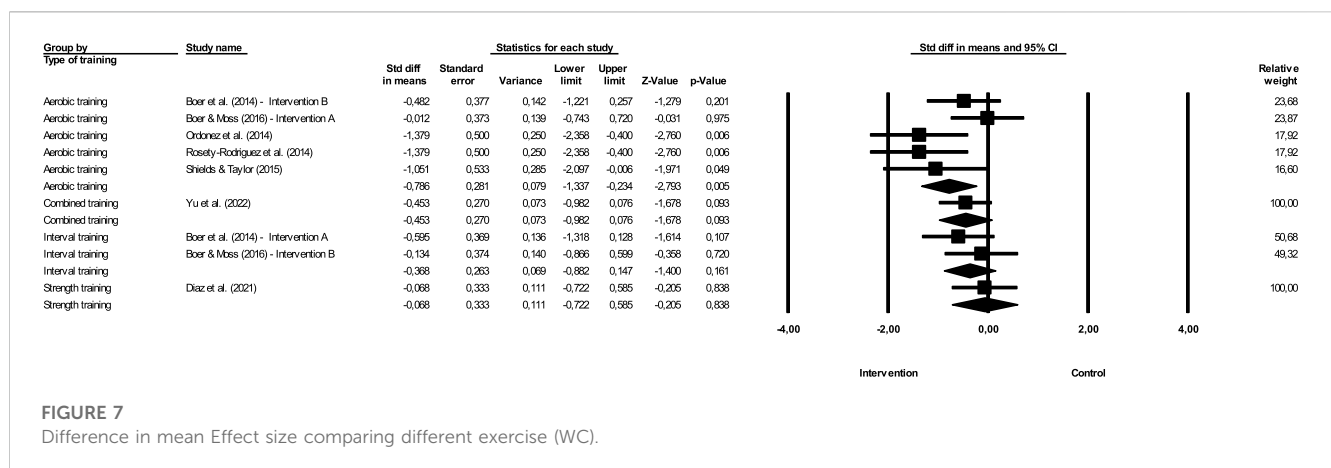 Group by Study name Statistics for each study Std diff in means and 95% CI
Type of training
Std diff in means Standard error Variance Lower limit Upper limit Z-Value p-Value Relative weight
Aerobic training Boer et al. (2014) - Intervention B -0,482 0,377 0,142 -1,221 0,257 -1,279 0,201 23,68
Aerobic training Boer & Moss (2016) - Intervention A -0,012 0,373 0,139 -0,743 0,720 -0,031 0,975 23,87
Aerobic training Ordonez et al. (2014) -1,379 0,500 0,250 -2,358 -0,400 -2,760 0,006 17,92
Aerobic training Rosety-Rodriguez et al. (2014) -1,379 0,500 0,250 -2,358 -0,400 -2,760 0,006 17,92
Aerobic training Shields & Taylor (2015) -1,051 0,533 0,285 -2,097 -0,006 -1,971 0,049 16,60
Aerobic training -0,786 0,281 0,079 -1,337 -0,234 -2,793 0,005
Combined training Yu et al. (2022) -0,453 0,270 0,073 -0,982 0,076 -1,678 0,093 100,00
Combined training -0,453 0,270 0,073 -0,982 0,076 -1,678 0,093
Interval training Boer et al. (2014) - Intervention A -0,595 0,369 0,136 -1,318 0,128 -1,614 0,107 50,68
Interval training Boer & Moss (2016) - Intervention B -0,134 0,374 0,140 -0,866 0,599 -0,358 0,720 49,32
Interval training -0,368 0,263 0,069 -0,882 0,147 -1,400 0,161
Strength training Diaz et al. (2021) -0,068 0,333 0,111 -0,722 0,585 -0,205 0,838 100,00
Strength training -0,068 0,333 0,111 -0,722 0,585 -0,205 0,838
-4,00 -2,00 0,00 2,00 4,00
Intervention Control
FIGURE 7
Difference in mean Effect size comparing different exercise (WC).